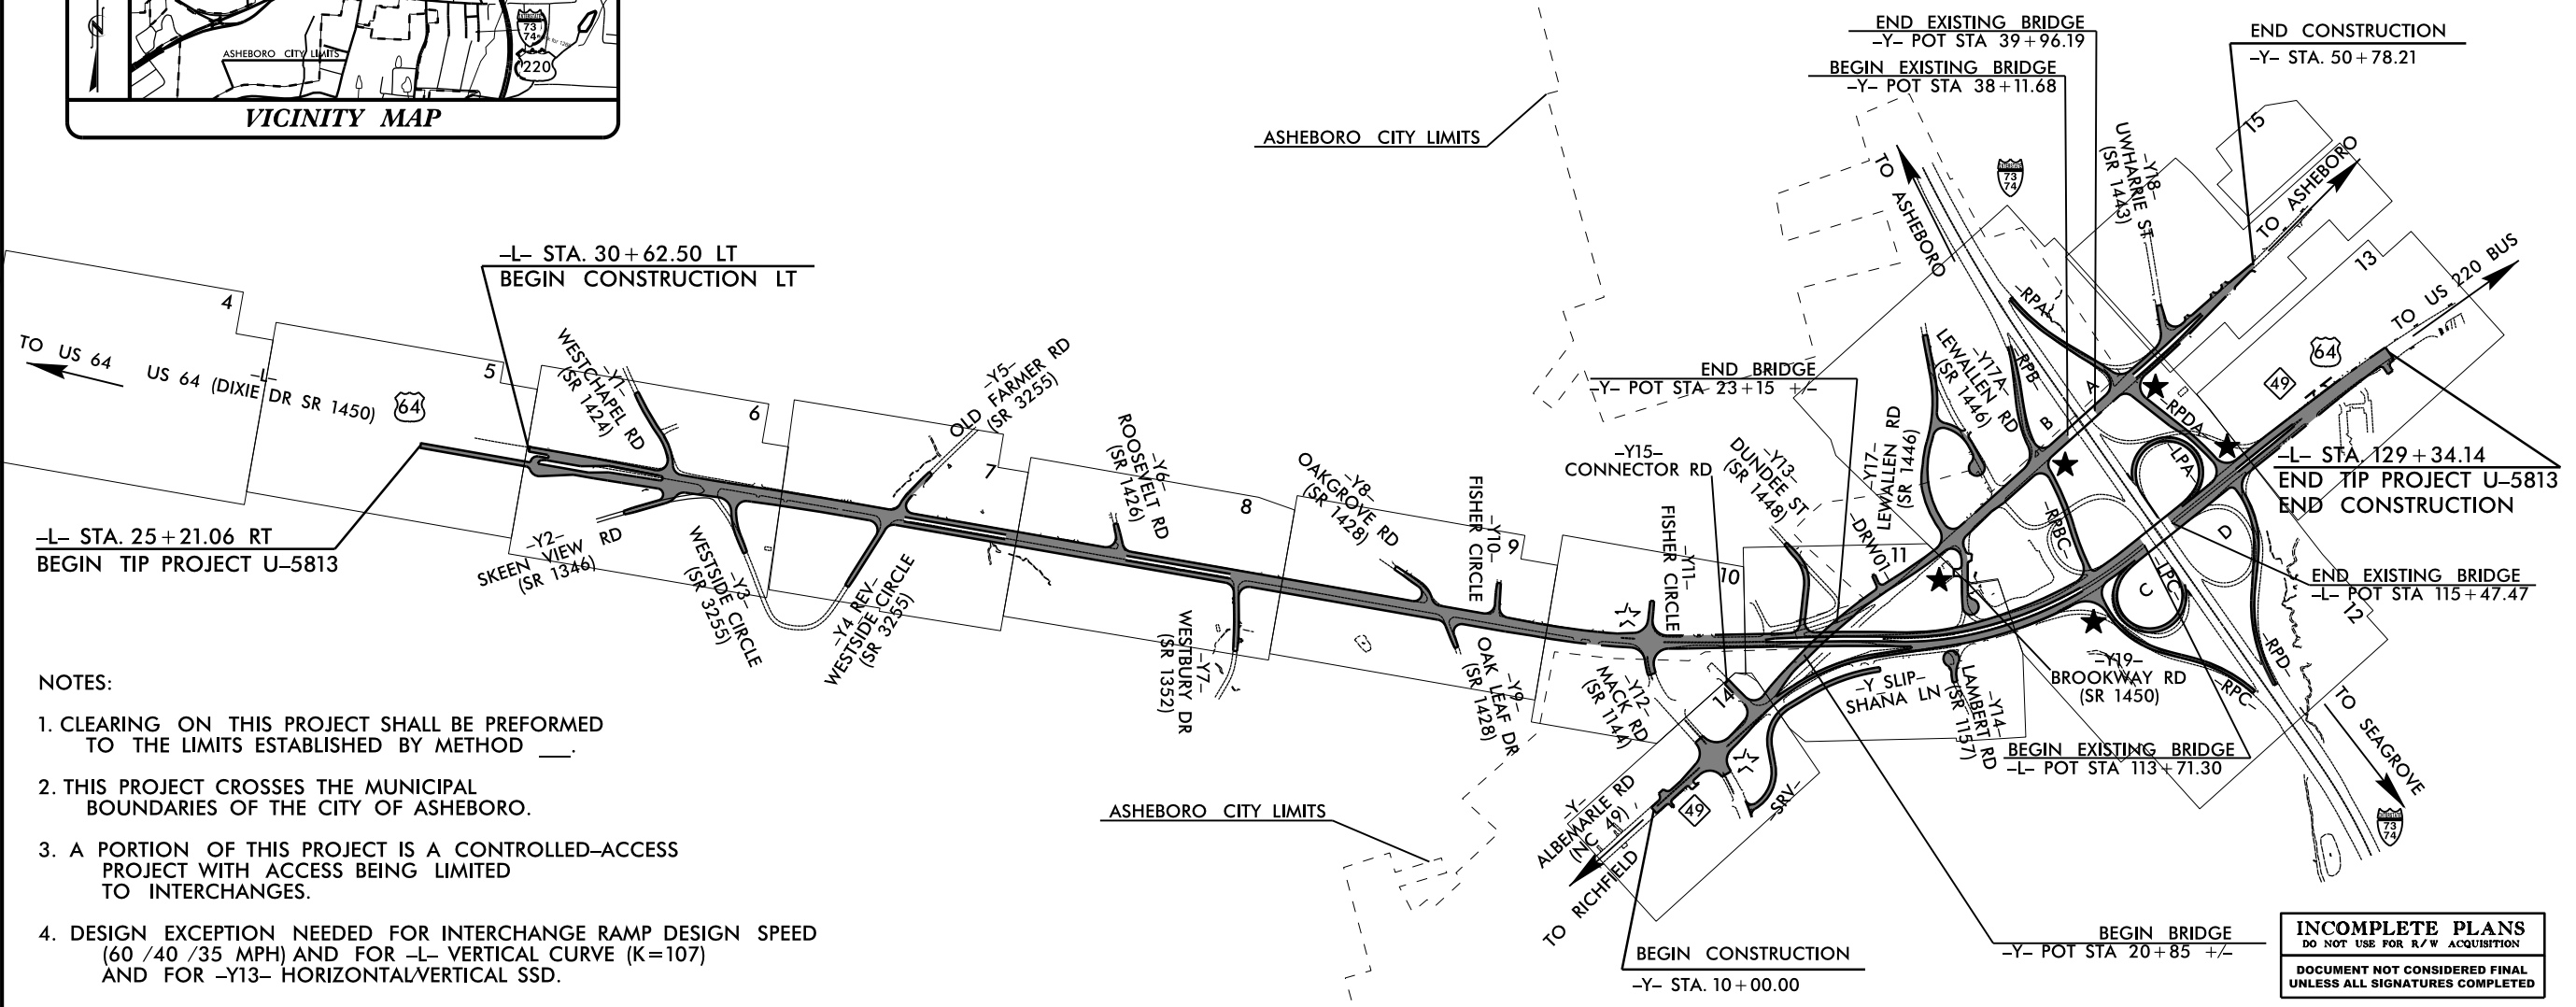 73
74
220
ASHEBORO CITY LIMITS
VICINITY MAP
ASHEBORO CITY LIMITS
END EXISTING BRIDGE
-Y- POT STA 39+96.19
BEGIN EXISTING BRIDGE
-Y- POT STA 38+11.68
END CONSTRUCTION
-Y- STA. 50+78.21
15
-Y18-
UWHARRIE ST
(SR 1443)
TO ASHEBORO
73
74
TO ASHEBORO
13
TO US 220 BUS
64
49
-L- STA. 30+62.50 LT
BEGIN CONSTRUCTION LT
4
TO US 64
-L-
US 64 (DIXIE DR SR 1450)
64
5
-Y1-
WESTCHAPEL RD
(SR 1424)
6
-Y5-
OLD FARMER RD
(SR 3255)
7
-Y6-
ROOSEVELT RD
(SR 1426)
8
-Y8-
OAKGROVE RD
(SR 1428)
-Y10-
FISHER CIRCLE
9
-Y11-
FISHER CIRCLE
10
-Y15-
CONNECTOR RD
-Y13-
DUNDEE ST
(SR 1448)
END BRIDGE
-Y- POT STA 23+15 +/-
-Y17-
LEWALLEN RD
(SR 1446)
-Y17A-
LEWALLEN RD
(SR 1446)
-DRW01-
11
-RPA-
-RPB-
A
B
-RPDA-
-LPA-
-RPBC-
-LPC-
C
D
-RPD-
-RPC-
-L- STA. 129+34.14
END TIP PROJECT U-5813
END CONSTRUCTION
END EXISTING BRIDGE
-L- POT STA 115+47.47
12
-L- STA. 25+21.06 RT
BEGIN TIP PROJECT U-5813
-Y2-
SKEEN VIEW RD
(SR 1346)
-Y3-
WESTSIDE CIRCLE
(SR 3255)
-Y4 REV-
WESTSIDE CIRCLE
(SR 3255)
-Y7-
WESTBURY DR
(SR 1352)
-Y9-
OAK LEAF DR
(SR 1428)
-Y12-
MACK RD
(SR 1144)
14
-Y SLIP-
SHANA LN
-Y14-
LAMBERT RD
(SR 1157)
-Y19-
BROOKWAY RD
(SR 1450)
BEGIN EXISTING BRIDGE
-L- POT STA 113+71.30
TO SEAGROVE
73
74
-SRV-
49
-Y-
ALBEMARLE RD
(NC 49)
TO RICHFIELD
ASHEBORO CITY LIMITS
BEGIN CONSTRUCTION
-Y- STA. 10+00.00
BEGIN BRIDGE
-Y- POT STA 20+85 +/-
NOTES:
1. CLEARING ON THIS PROJECT SHALL BE PREFORMED
TO THE LIMITS ESTABLISHED BY METHOD ___.
2. THIS PROJECT CROSSES THE MUNICIPAL
BOUNDARIES OF THE CITY OF ASHEBORO.
3. A PORTION OF THIS PROJECT IS A CONTROLLED-ACCESS
PROJECT WITH ACCESS BEING LIMITED
TO INTERCHANGES.
4. DESIGN EXCEPTION NEEDED FOR INTERCHANGE RAMP DESIGN SPEED
(60 /40 /35 MPH) AND FOR -L- VERTICAL CURVE (K=107)
AND FOR -Y13- HORIZONTAL/VERTICAL SSD.
INCOMPLETE PLANS
DO NOT USE FOR R/W ACQUISITION
DOCUMENT NOT CONSIDERED FINAL
UNLESS ALL SIGNATURES COMPLETED